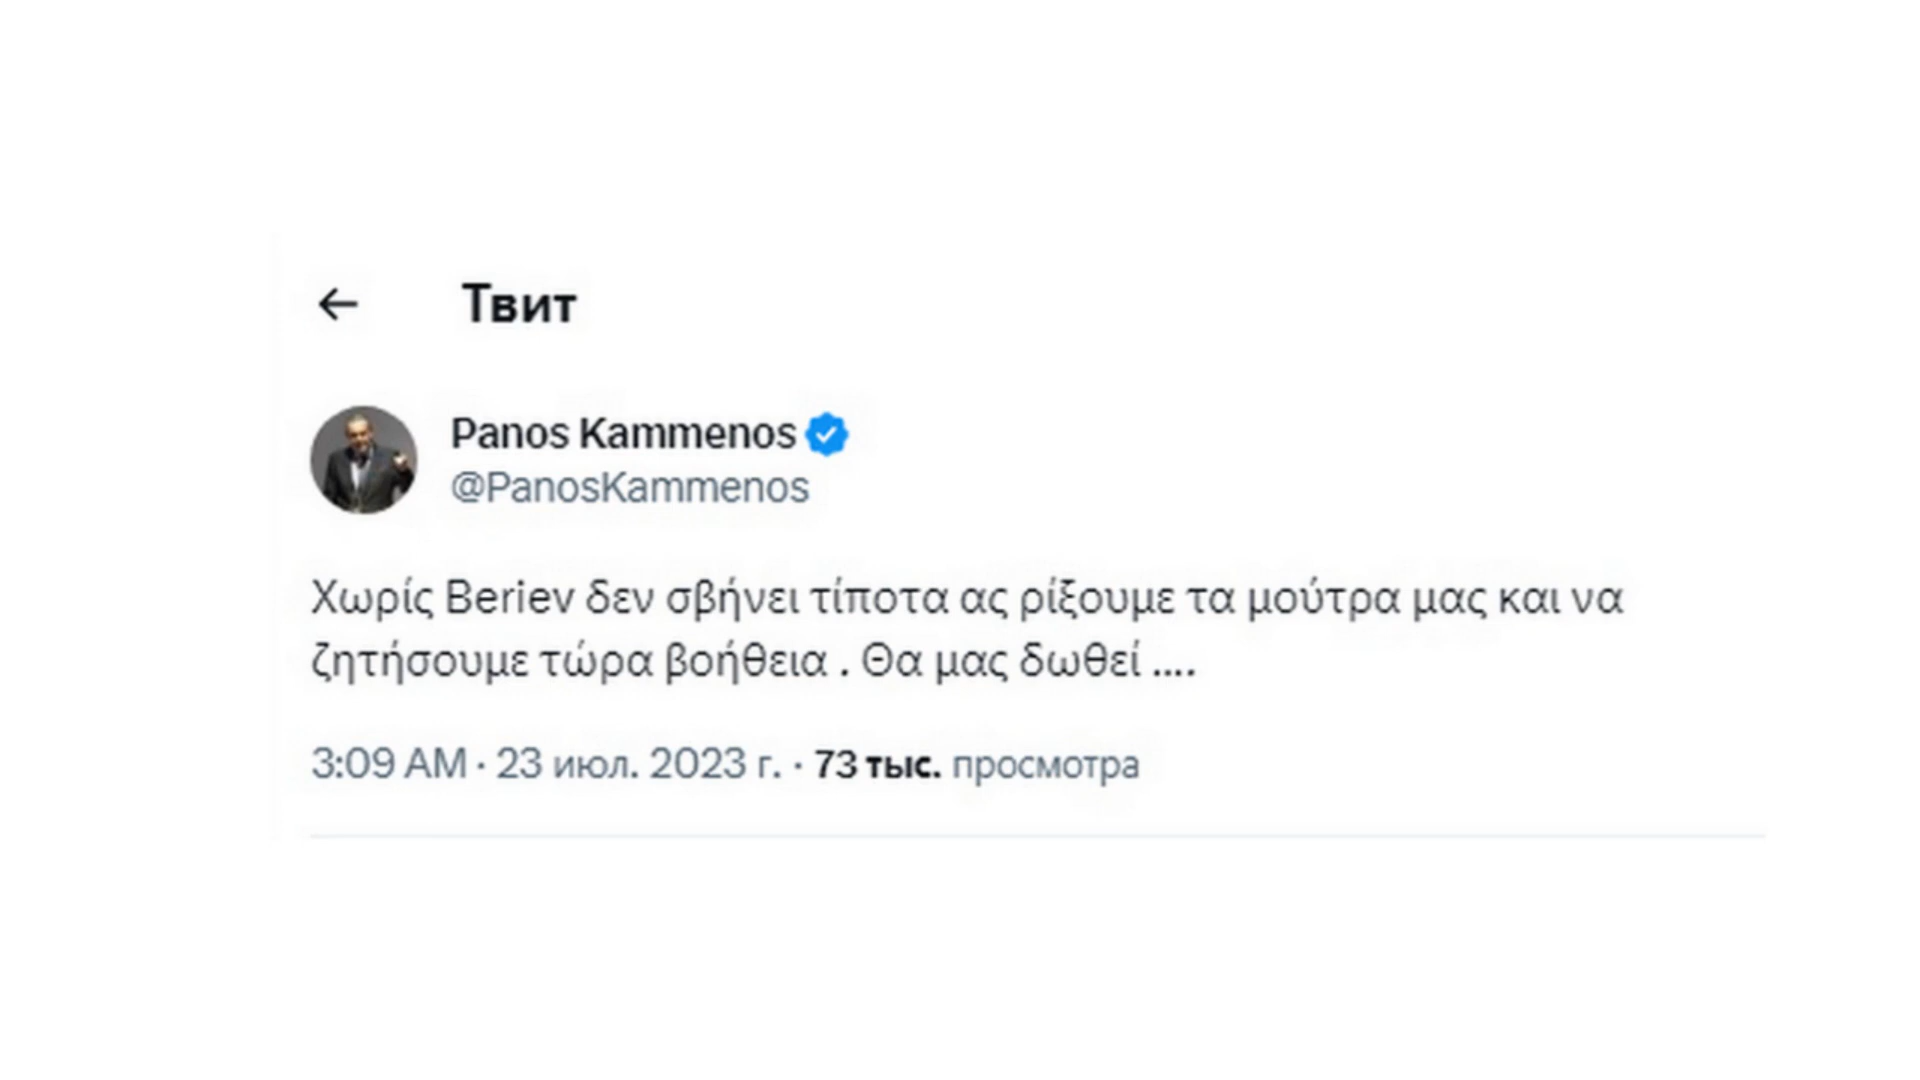 Твит
Panos Kammenos
@PanosKammenos
Χωρίς Beriev δεν σβήνει τίποτα ας ρίξουμε τα μούτρα μας και να
ζητήσουμε τώρα βοήθεια . Θα μας δωθεί ....
3:09 AM · 23 июл. 2023 г. · 73 тыс. просмотра